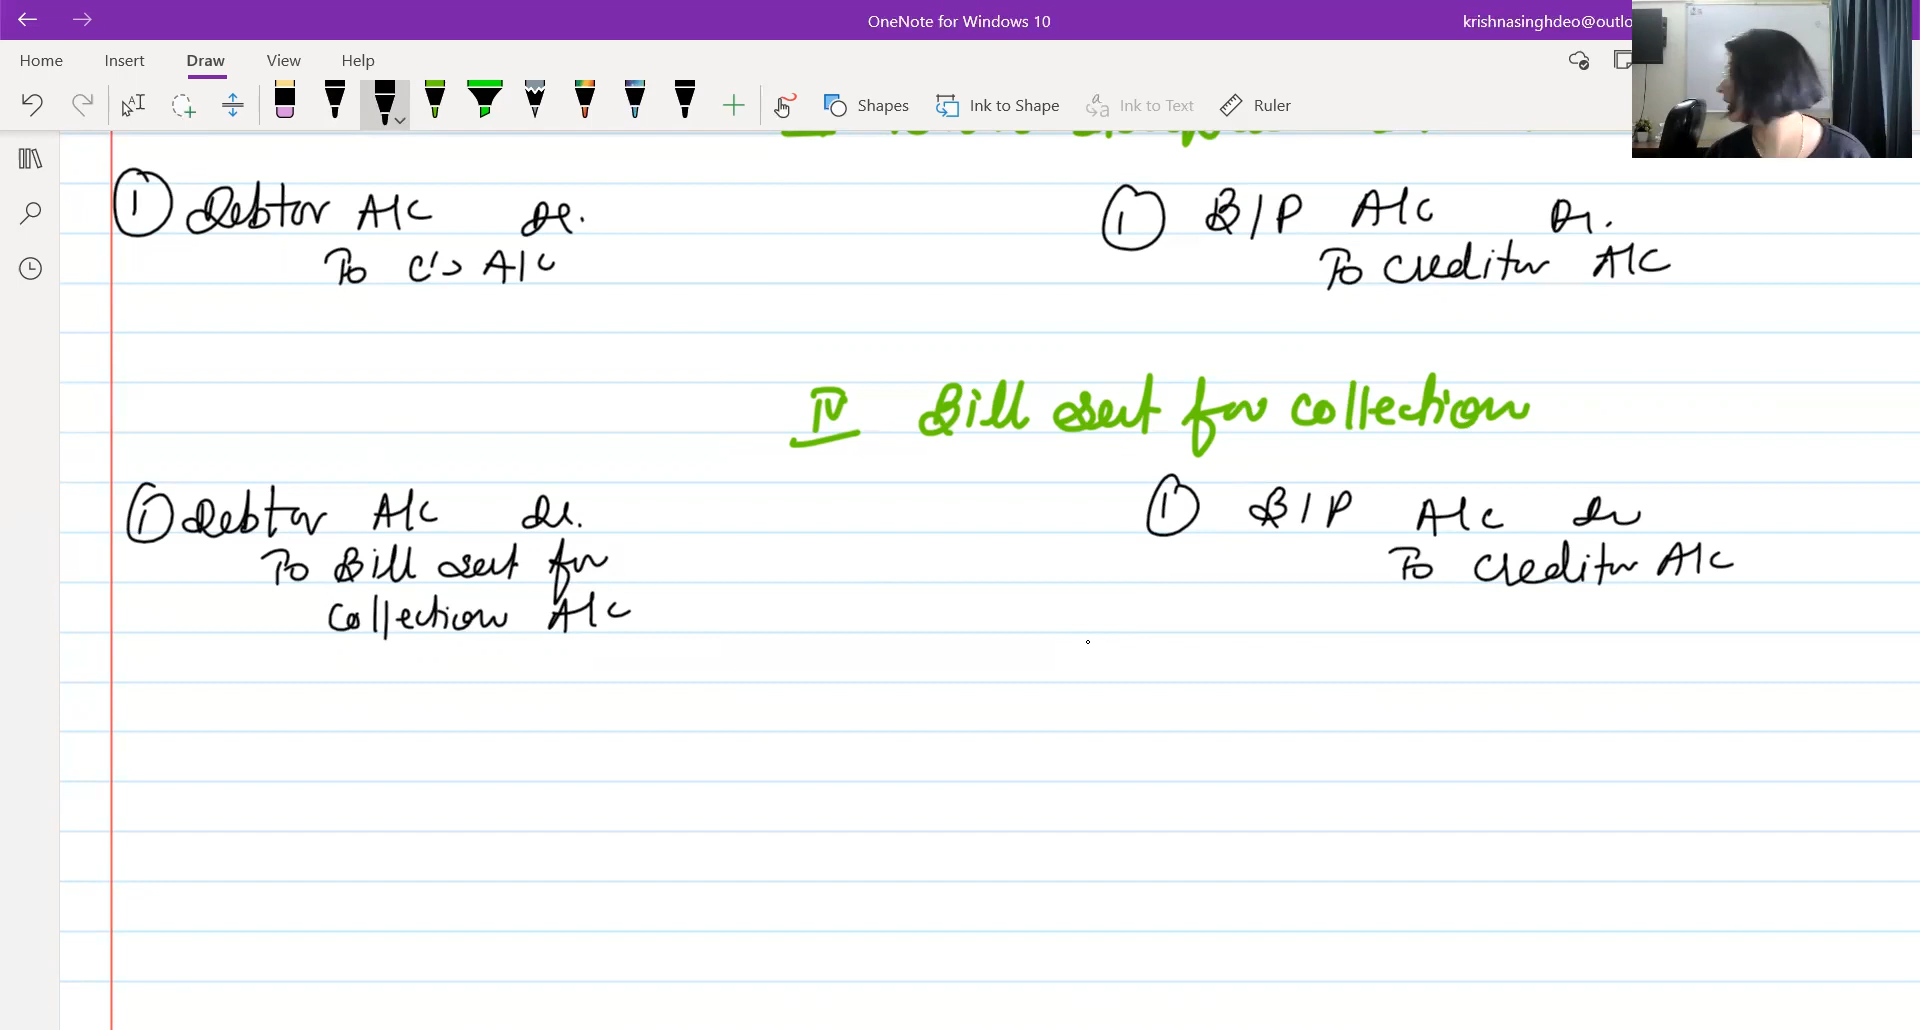 OneNote for Windows 10
krishnasinghdeo@outlo
Home Insert Draw View Help
Shapes Ink to Shape Ink to Text Ruler
① Debtor A/c Dr.
To C's A/c
① B/P A/c Dr.
To Creditor A/c
IV Bill sent for collection
① Debtor A/c Dr.
To Bill sent for
Collection A/c
① B/P A/c Dr
To Creditor A/c